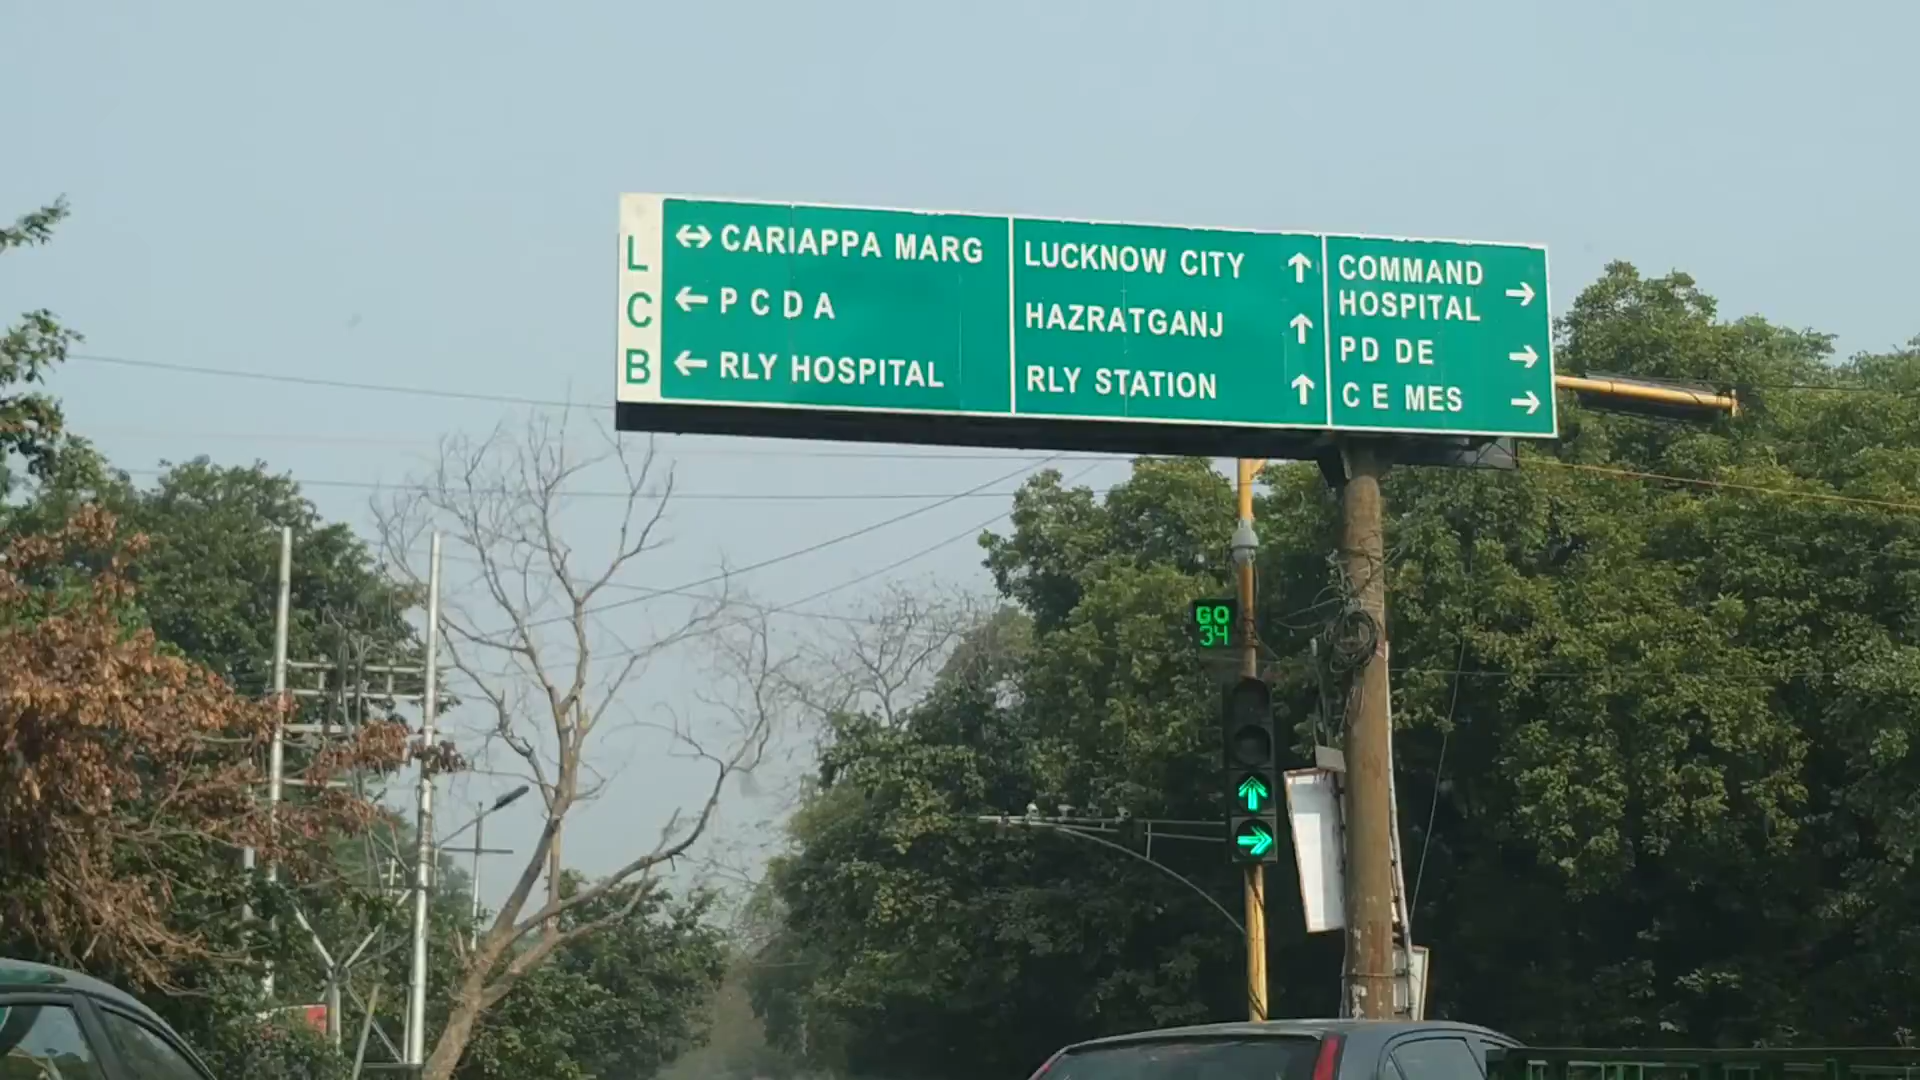 L
C
B
↔ CARIAPPA MARG
← P C D A
← RLY HOSPITAL
LUCKNOW CITY ↑
HAZRATGANJ ↑
RLY STATION ↑
COMMAND
HOSPITAL →
PD DE →
C E MES →
GO
34